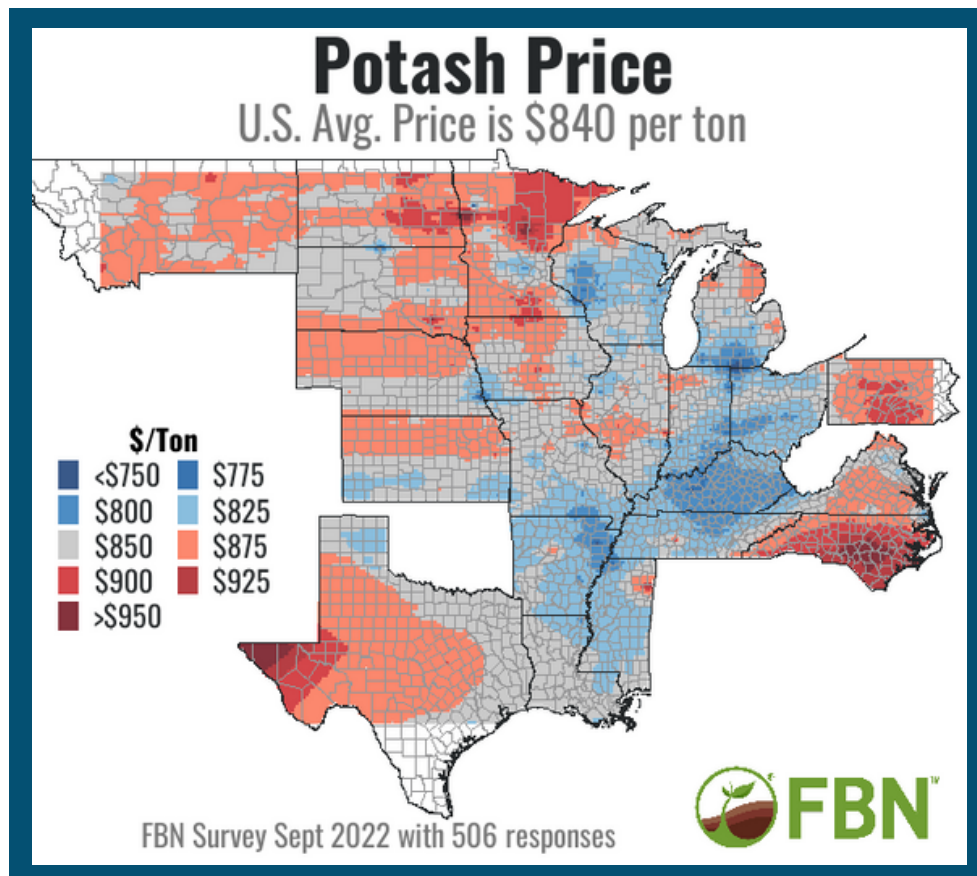 Potash Price
U.S. Avg. Price is $840 per ton
$/Ton
<$750 $775
$800 $825
$850 $875
$900 $925
>$950
FBN Survey Sept 2022 with 506 responses
FBN™